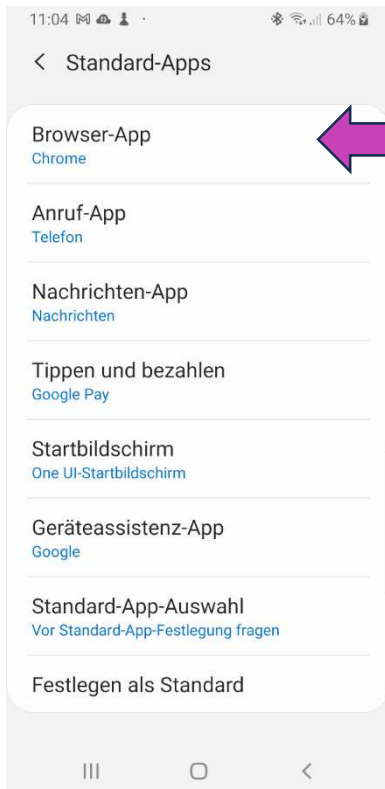 11:04 64%
Standard-Apps
Browser-App
Chrome
Anruf-App
Telefon
Nachrichten-App
Nachrichten
Tippen und bezahlen
Google Pay
Startbildschirm
One UI-Startbildschirm
Geräteassistenz-App
Google
Standard-App-Auswahl
Vor Standard-App-Festlegung fragen
Festlegen als Standard